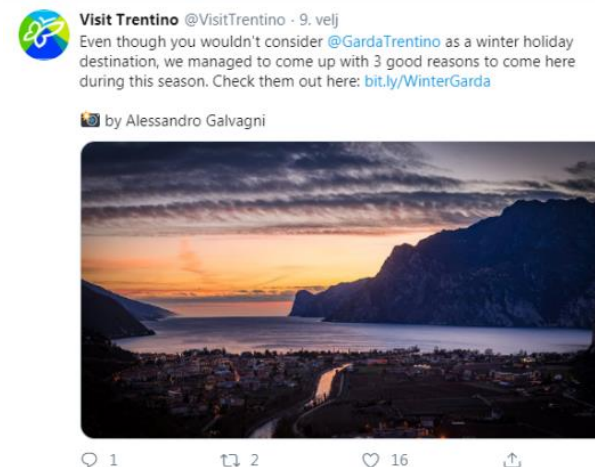 Visit Trentino @VisitTrentino · 9. velj
Even though you wouldn't consider @GardaTrentino as a winter holiday
destination, we managed to come up with 3 good reasons to come here
during this season. Check them out here: bit.ly/WinterGarda
📸 by Alessandro Galvagni
1 2 16